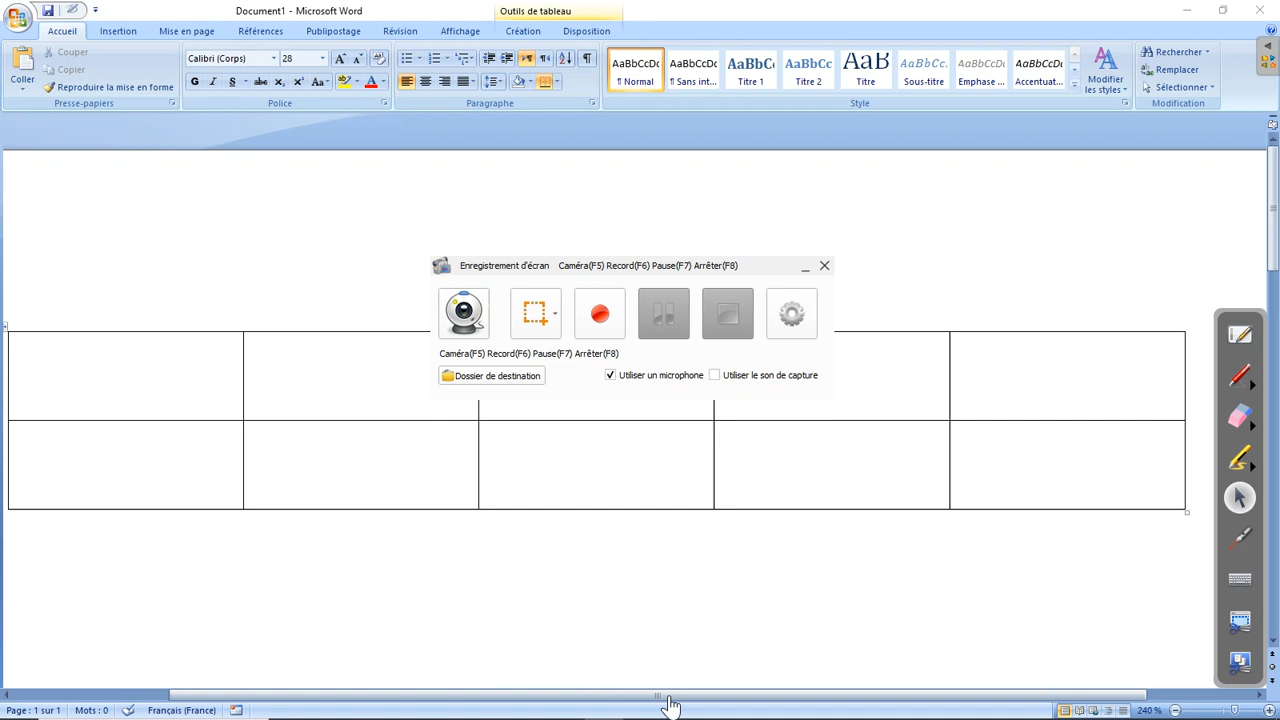 Document1 - Microsoft Word
Outils de tableau
Accueil
Insertion
Mise en page
Références
Publipostage
Révision
Affichage
Création
Disposition
Coller
Couper
Copier
Reproduire la mise en forme
Presse-papiers
Calibri (Corps)
28
G I S abc
Police
Paragraphe
AaBbCcDc
¶ Normal
AaBbCcDc
¶ Sans int...
AaBbCc
Titre 1
AaBbCc
Titre 2
AaB
Titre
AaBbCc.
Sous-titre
AaBbCcDc
Emphase ...
AaBbCcDc
Accentuat...
Modifier
les styles
Style
Rechercher
Remplacer
Sélectionner
Modification
Enregistrement d'écran Caméra(F5) Record(F6) Pause(F7) Arrêter(F8)
Caméra(F5) Record(F6) Pause(F7) Arrêter(F8)
Dossier de destination
Utiliser un microphone
Utiliser le son de capture
Page : 1 sur 1
Mots : 0
Français (France)
240 %